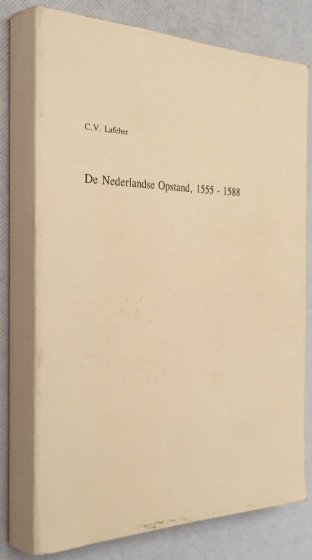 C.V. Lafeber
De Nederlandse Opstand, 1555 - 1588